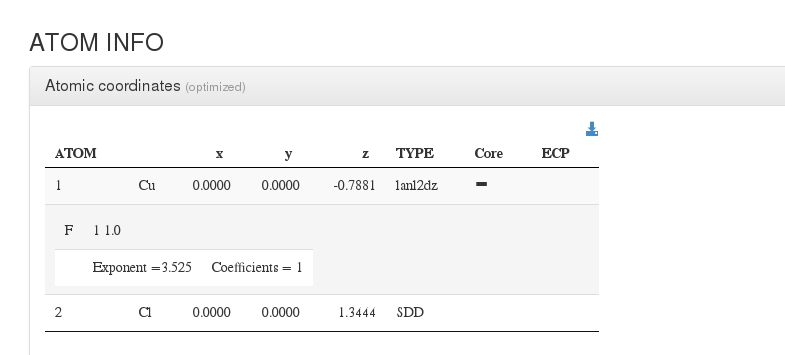 ATOM INFO
Atomic coordinates (optimized)
ATOM x y z TYPE Core ECP
1 Cu 0.0000 0.0000 -0.7881 lanl2dz
F 1 1.0
Exponent =3.525 Coefficients = 1
2 Cl 0.0000 0.0000 1.3444 SDD